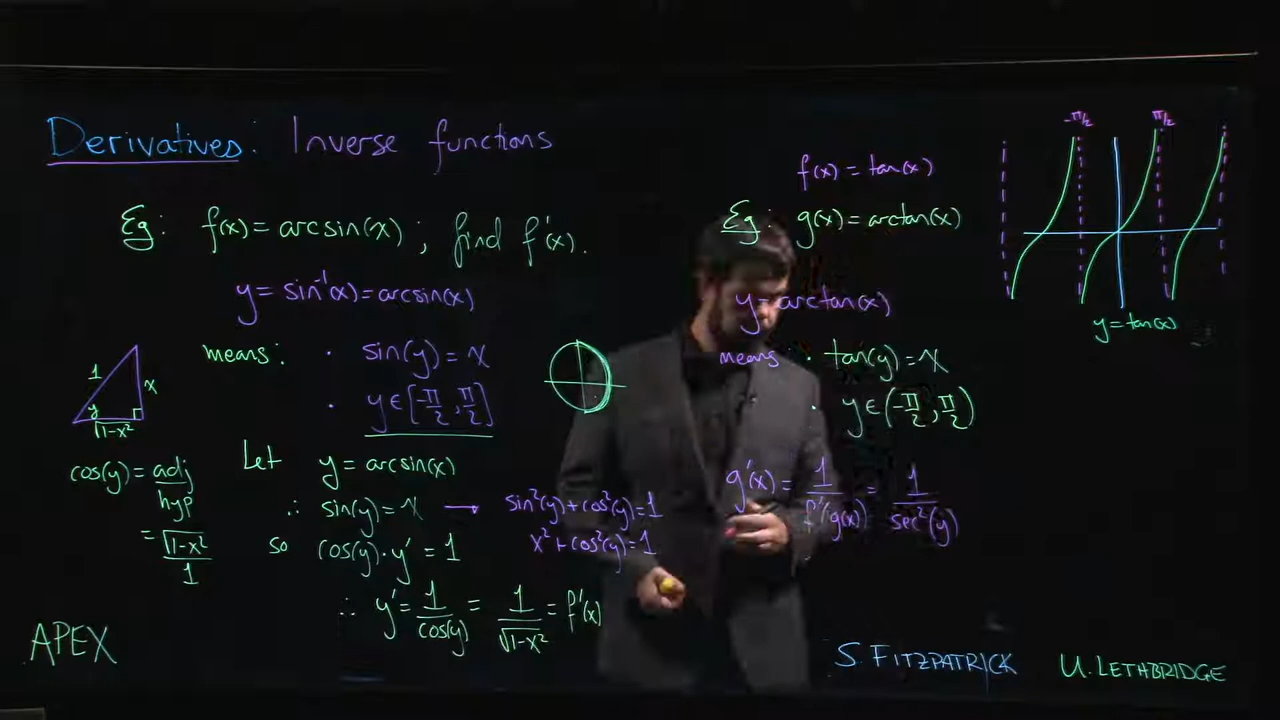 Derivatives: Inverse functions
Eg: f(x) = arcsin(x) ; find f'(x).
y = sin⁻¹(x) = arcsin(x)
means: · sin(y) = x
· y ∈ [-π/2, π/2]
1
x
y
√1-x²
cos(y) = adj/hyp
= √1-x²/1
Let y = arcsin(x)
∴ sin(y) = x → sin²(y) + cos²(y) = 1
x² + cos²(y) = 1
so cos(y) · y' = 1
∴ y' = 1/cos(y) = 1/√1-x² = f'(x)
f(x) = tan(x)
Eg: g(x) = arctan(x)
y = arctan(x)
means · tan(y) = x
· y ∈ (-π/2, π/2)
g'(x) = 1/f'(g(x)) = 1/sec²(y)
-π/2
π/2
y = tan(x)
APEX
S. FITZPATRICK
U. LETHBRIDGE